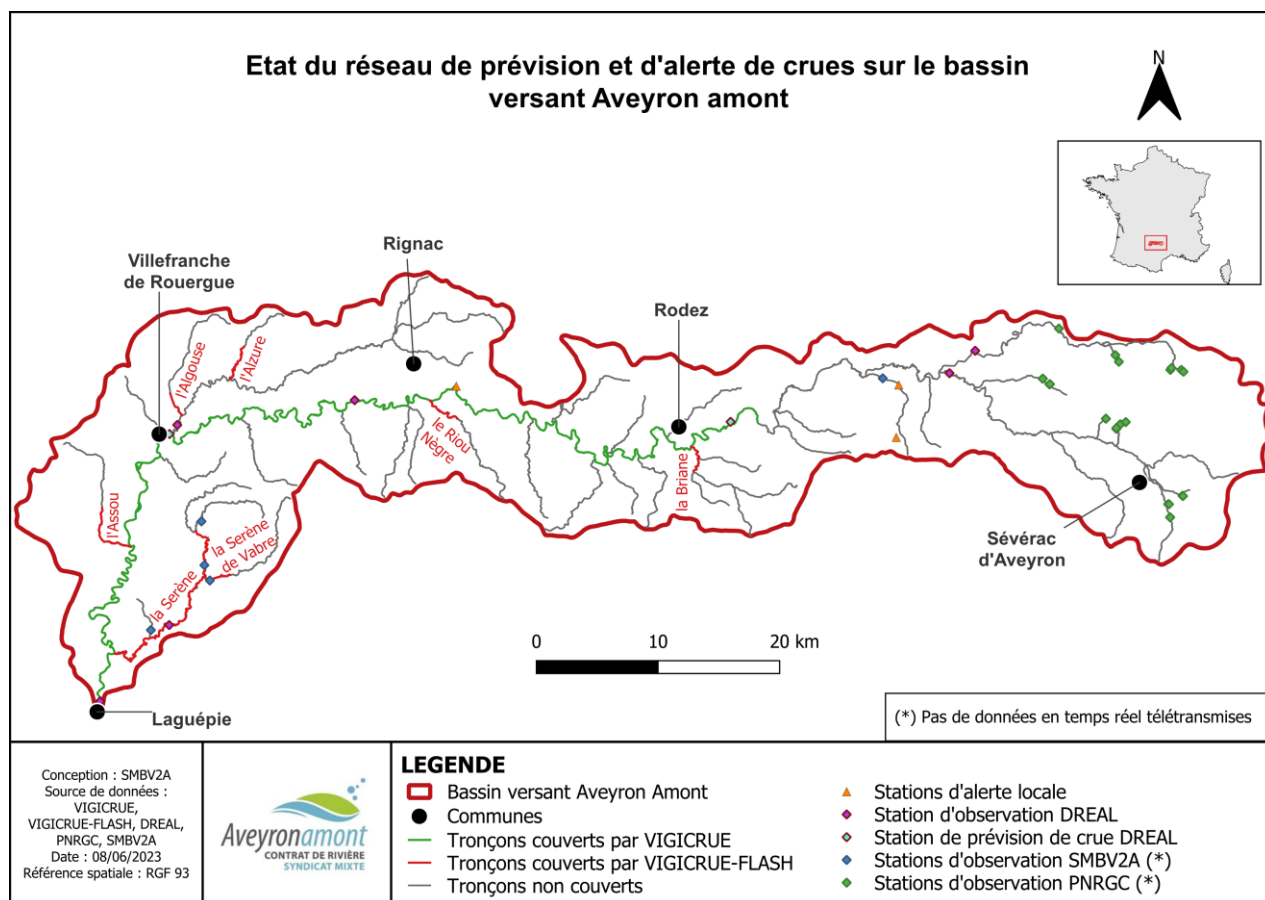 Etat du réseau de prévision et d'alerte de crues sur le bassin
versant Aveyron amont
N
Rignac
Villefranche
de Rouergue
Rodez
l'Algouse
l'Alzure
le Riou
Nègre
la Briane
l'Assou
la Serène
de Vabre
la Serène
Sévérac
d'Aveyron
0 10 20 km
Laguépie
(*) Pas de données en temps réel télétransmises
Conception : SMBV2A
Source de données :
VIGICRUE,
VIGICRUE-FLASH, DREAL,
PNRGC, SMBV2A
Date : 08/06/2023
Référence spatiale : RGF 93
Aveyronamont
CONTRAT DE RIVIÈRE
SYNDICAT MIXTE
LEGENDE
Bassin versant Aveyron Amont
Communes
Tronçons couverts par VIGICRUE
Tronçons couverts par VIGICRUE-FLASH
Tronçons non couverts
Stations d'alerte locale
Station d'observation DREAL
Station de prévision de crue DREAL
Stations d'observation SMBV2A (*)
Stations d'observation PNRGC (*)